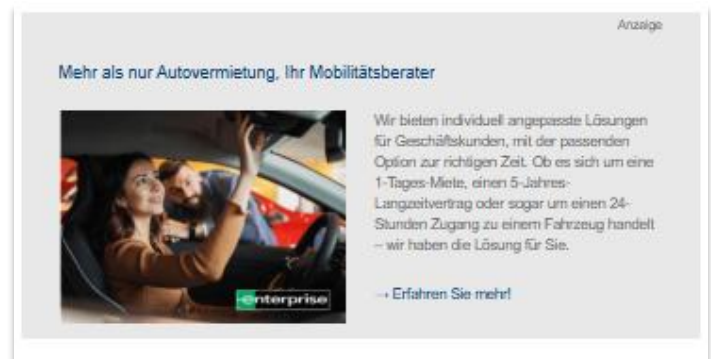 Anzeige
Mehr als nur Autovermietung, Ihr Mobilitätsberater
Wir bieten individuell angepasste Lösungen
für Geschäftskunden, mit der passenden
Option zur richtigen Zeit. Ob es sich um eine
1-Tages-Miete, einen 5-Jahres-
Langzeitvertrag oder sogar um einen 24-
Stunden Zugang zu einem Fahrzeug handelt
– wir haben die Lösung für Sie.
enterprise
→ Erfahren Sie mehr!